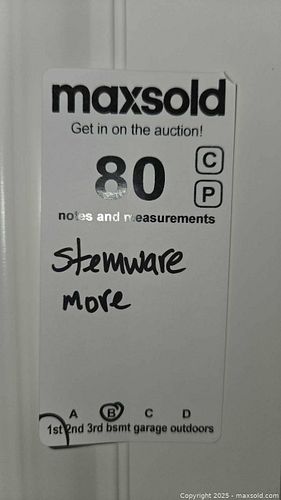 maxsold
Get in on the auction!
80
C
P
notes and measurements
Stemware
more
A B C D
1st 2nd 3rd bsmt garage outdoors
Copyright © 2025 - maxsold.com